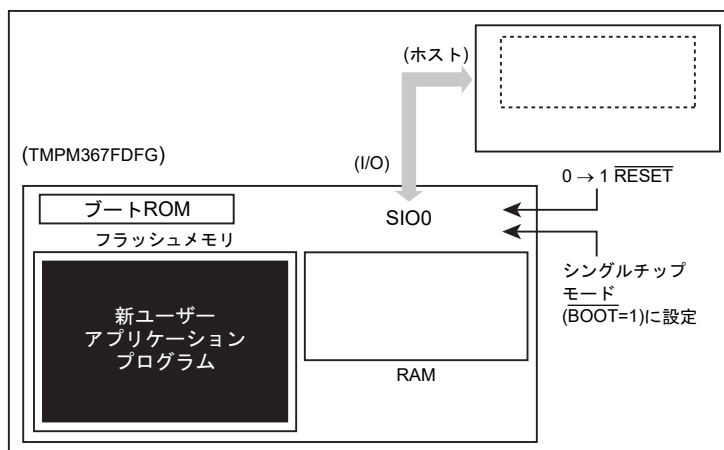 (ホスト)
(TMPM367FDFG)
(I/O)
0 → 1 RESET
ブートROM
SIO0
フラッシュメモリ
シングルチップ
モード
(BOOT=1)に設定
新ユーザー
アプリケーション
プログラム
RAM